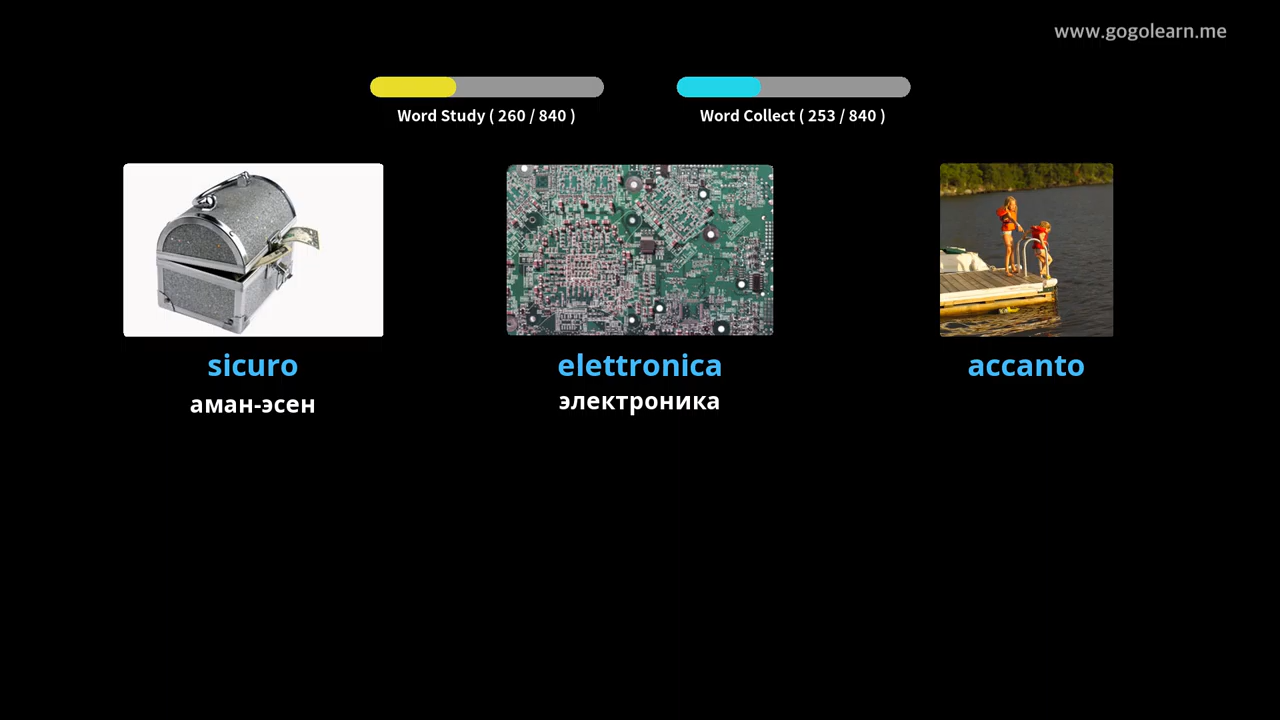 www.gogolearn.me
Word Study ( 260 / 840 )
Word Collect ( 253 / 840 )
sicuro
аман-эсен
elettronica
электроника
accanto